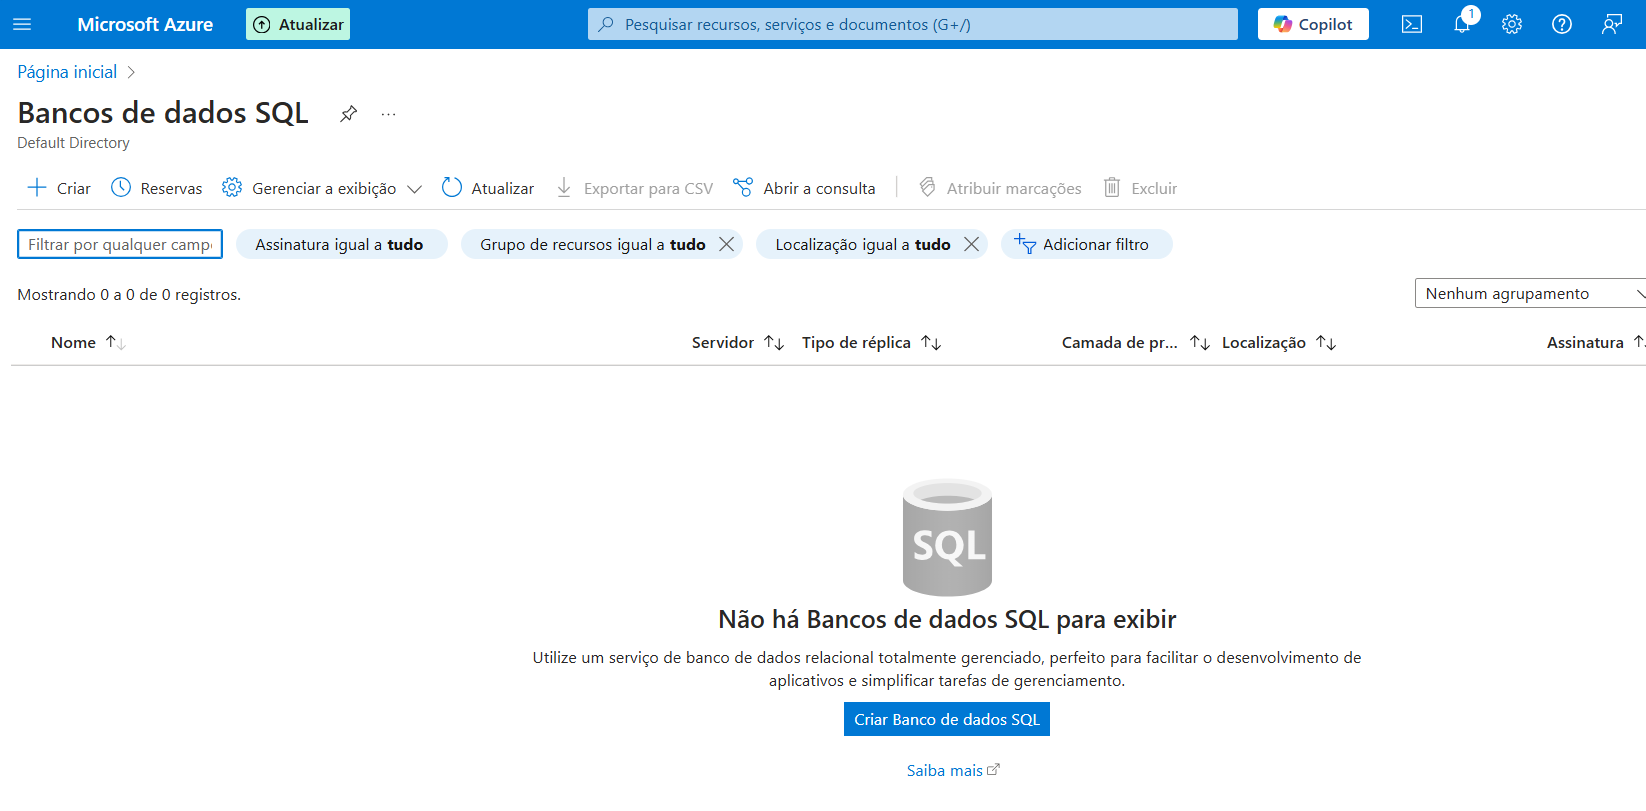 Microsoft Azure Atualizar Pesquisar recursos, serviços e documentos (G+/) Copilot 1
Página inicial
Bancos de dados SQL ...
Default Directory
Criar Reservas Gerenciar a exibição Atualizar Exportar para CSV Abrir a consulta Atribuir marcações Excluir
Filtrar por qualquer camp Assinatura igual a tudo Grupo de recursos igual a tudo Localização igual a tudo Adicionar filtro
Mostrando 0 a 0 de 0 registros. Nenhum agrupamento
Nome Servidor Tipo de réplica Camada de pr... Localização Assinatura
SQL
Não há Bancos de dados SQL para exibir
Utilize um serviço de banco de dados relacional totalmente gerenciado, perfeito para facilitar o desenvolvimento de
aplicativos e simplificar tarefas de gerenciamento.
Criar Banco de dados SQL
Saiba mais